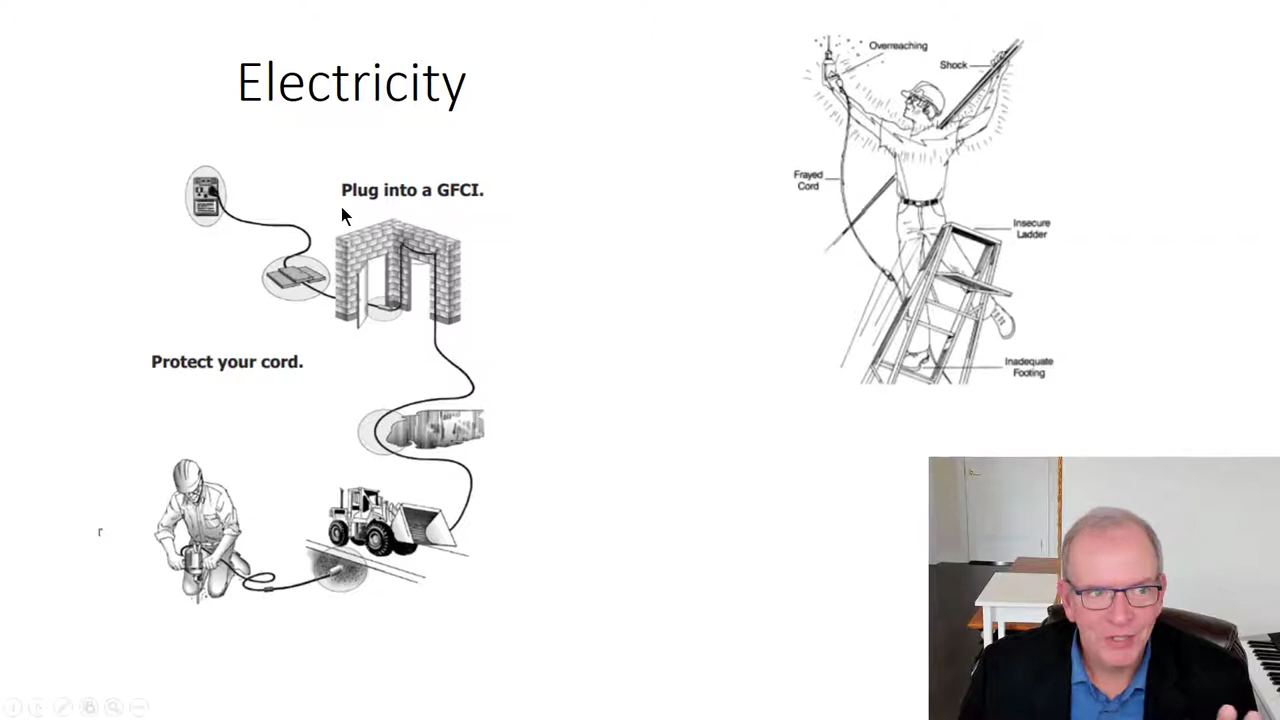 Electricity
Plug into a GFCI.
Protect your cord.
r
Overreaching
Shock
Frayed
Cord
Insecure
Ladder
Inadequate
Footing